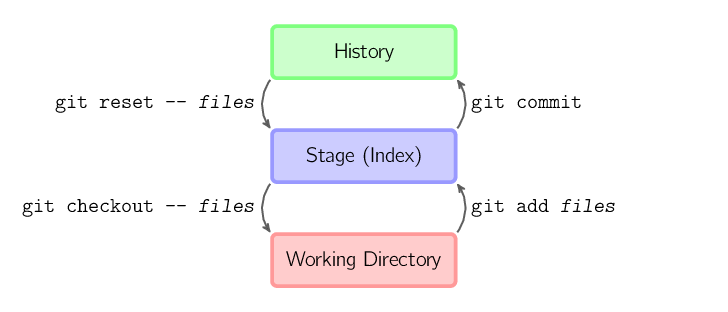 History
git reset -- files
git commit
Stage (Index)
git checkout -- files
git add files
Working Directory